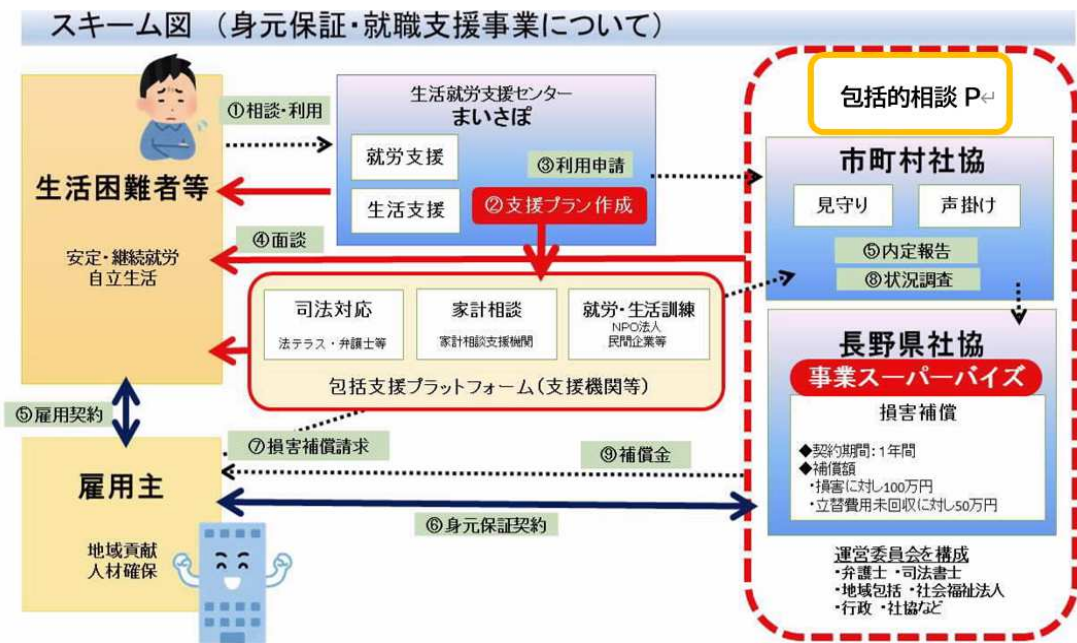 スキーム図 （身元保証・就職支援事業について）
生活困難者等
安定・継続就労
自立生活
①相談・利用
生活就労支援センター
まいさぽ
就労支援
生活支援
③利用申請
②支援プラン作成
④面談
司法対応
法テラス・弁護士等
家計相談
家計相談支援機関
就労・生活訓練
NPO法人
民間企業等
包括支援プラットフォーム（支援機関等）
⑤雇用契約
⑦損害補償請求
⑨補償金
⑥身元保証契約
雇用主
地域貢献
人材確保
包括的相談 P↵
市町村社協
見守り
声掛け
⑤内定報告
⑧状況調査
長野県社協
事業スーパーバイズ
損害補償
◆契約期間：1年間
◆補償額
・損害に対し100万円
・立替費用未回収に対し50万円
運営委員会を構成
・弁護士 ・司法書士
・地域包括 ・社会福祉法人
・行政 ・社協など